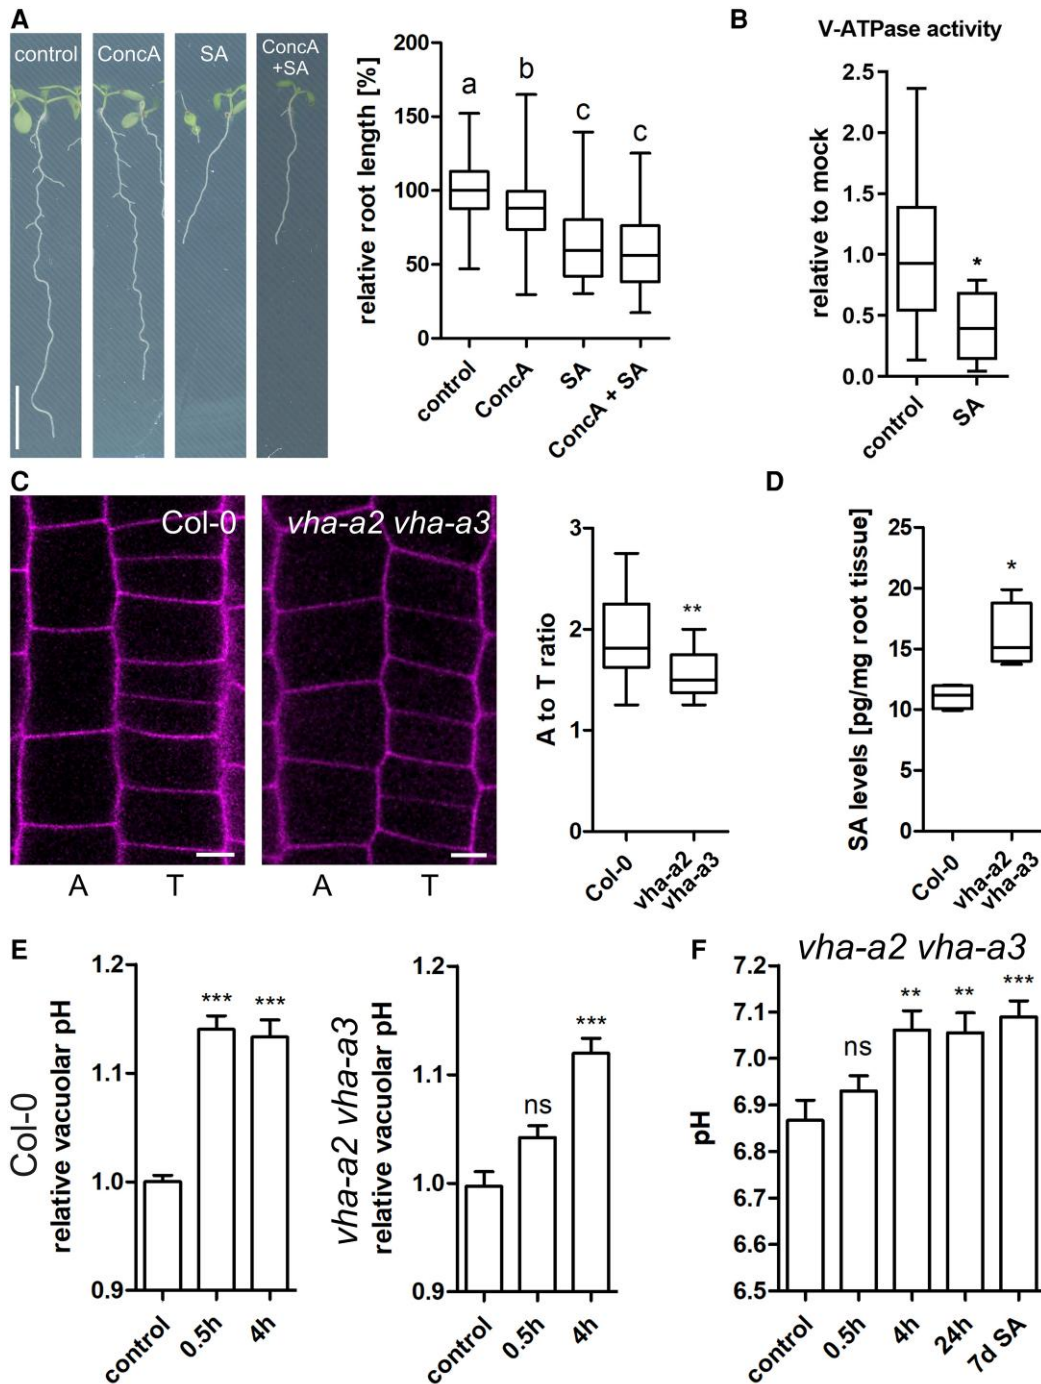 A
control
ConcA
SA
ConcA
+SA
relative root length [%]
200
150
100
50
0
a
b
c
c
control
ConcA
SA
ConcA + SA
B
V-ATPase activity
relative to mock
2.5
2.0
1.5
1.0
0.5
0.0
*
control
SA
C
Col-0
vha-a2 vha-a3
A
T
A
T
A to T ratio
3
2
1
0
**
Col-0
vha-a2
vha-a3
D
SA levels [pg/mg root tissue]
25
20
15
10
5
0
*
Col-0
vha-a2
vha-a3
E
Col-0
relative vacuolar pH
1.2
1.1
1.0
0.9
***
***
control
0.5h
4h
vha-a2 vha-a3
relative vacuolar pH
1.2
1.1
1.0
0.9
ns
***
control
0.5h
4h
F
vha-a2 vha-a3
pH
7.2
7.1
7.0
6.9
6.8
6.7
6.6
6.5
ns
**
**
***
control
0.5h
4h
24h
7d SA